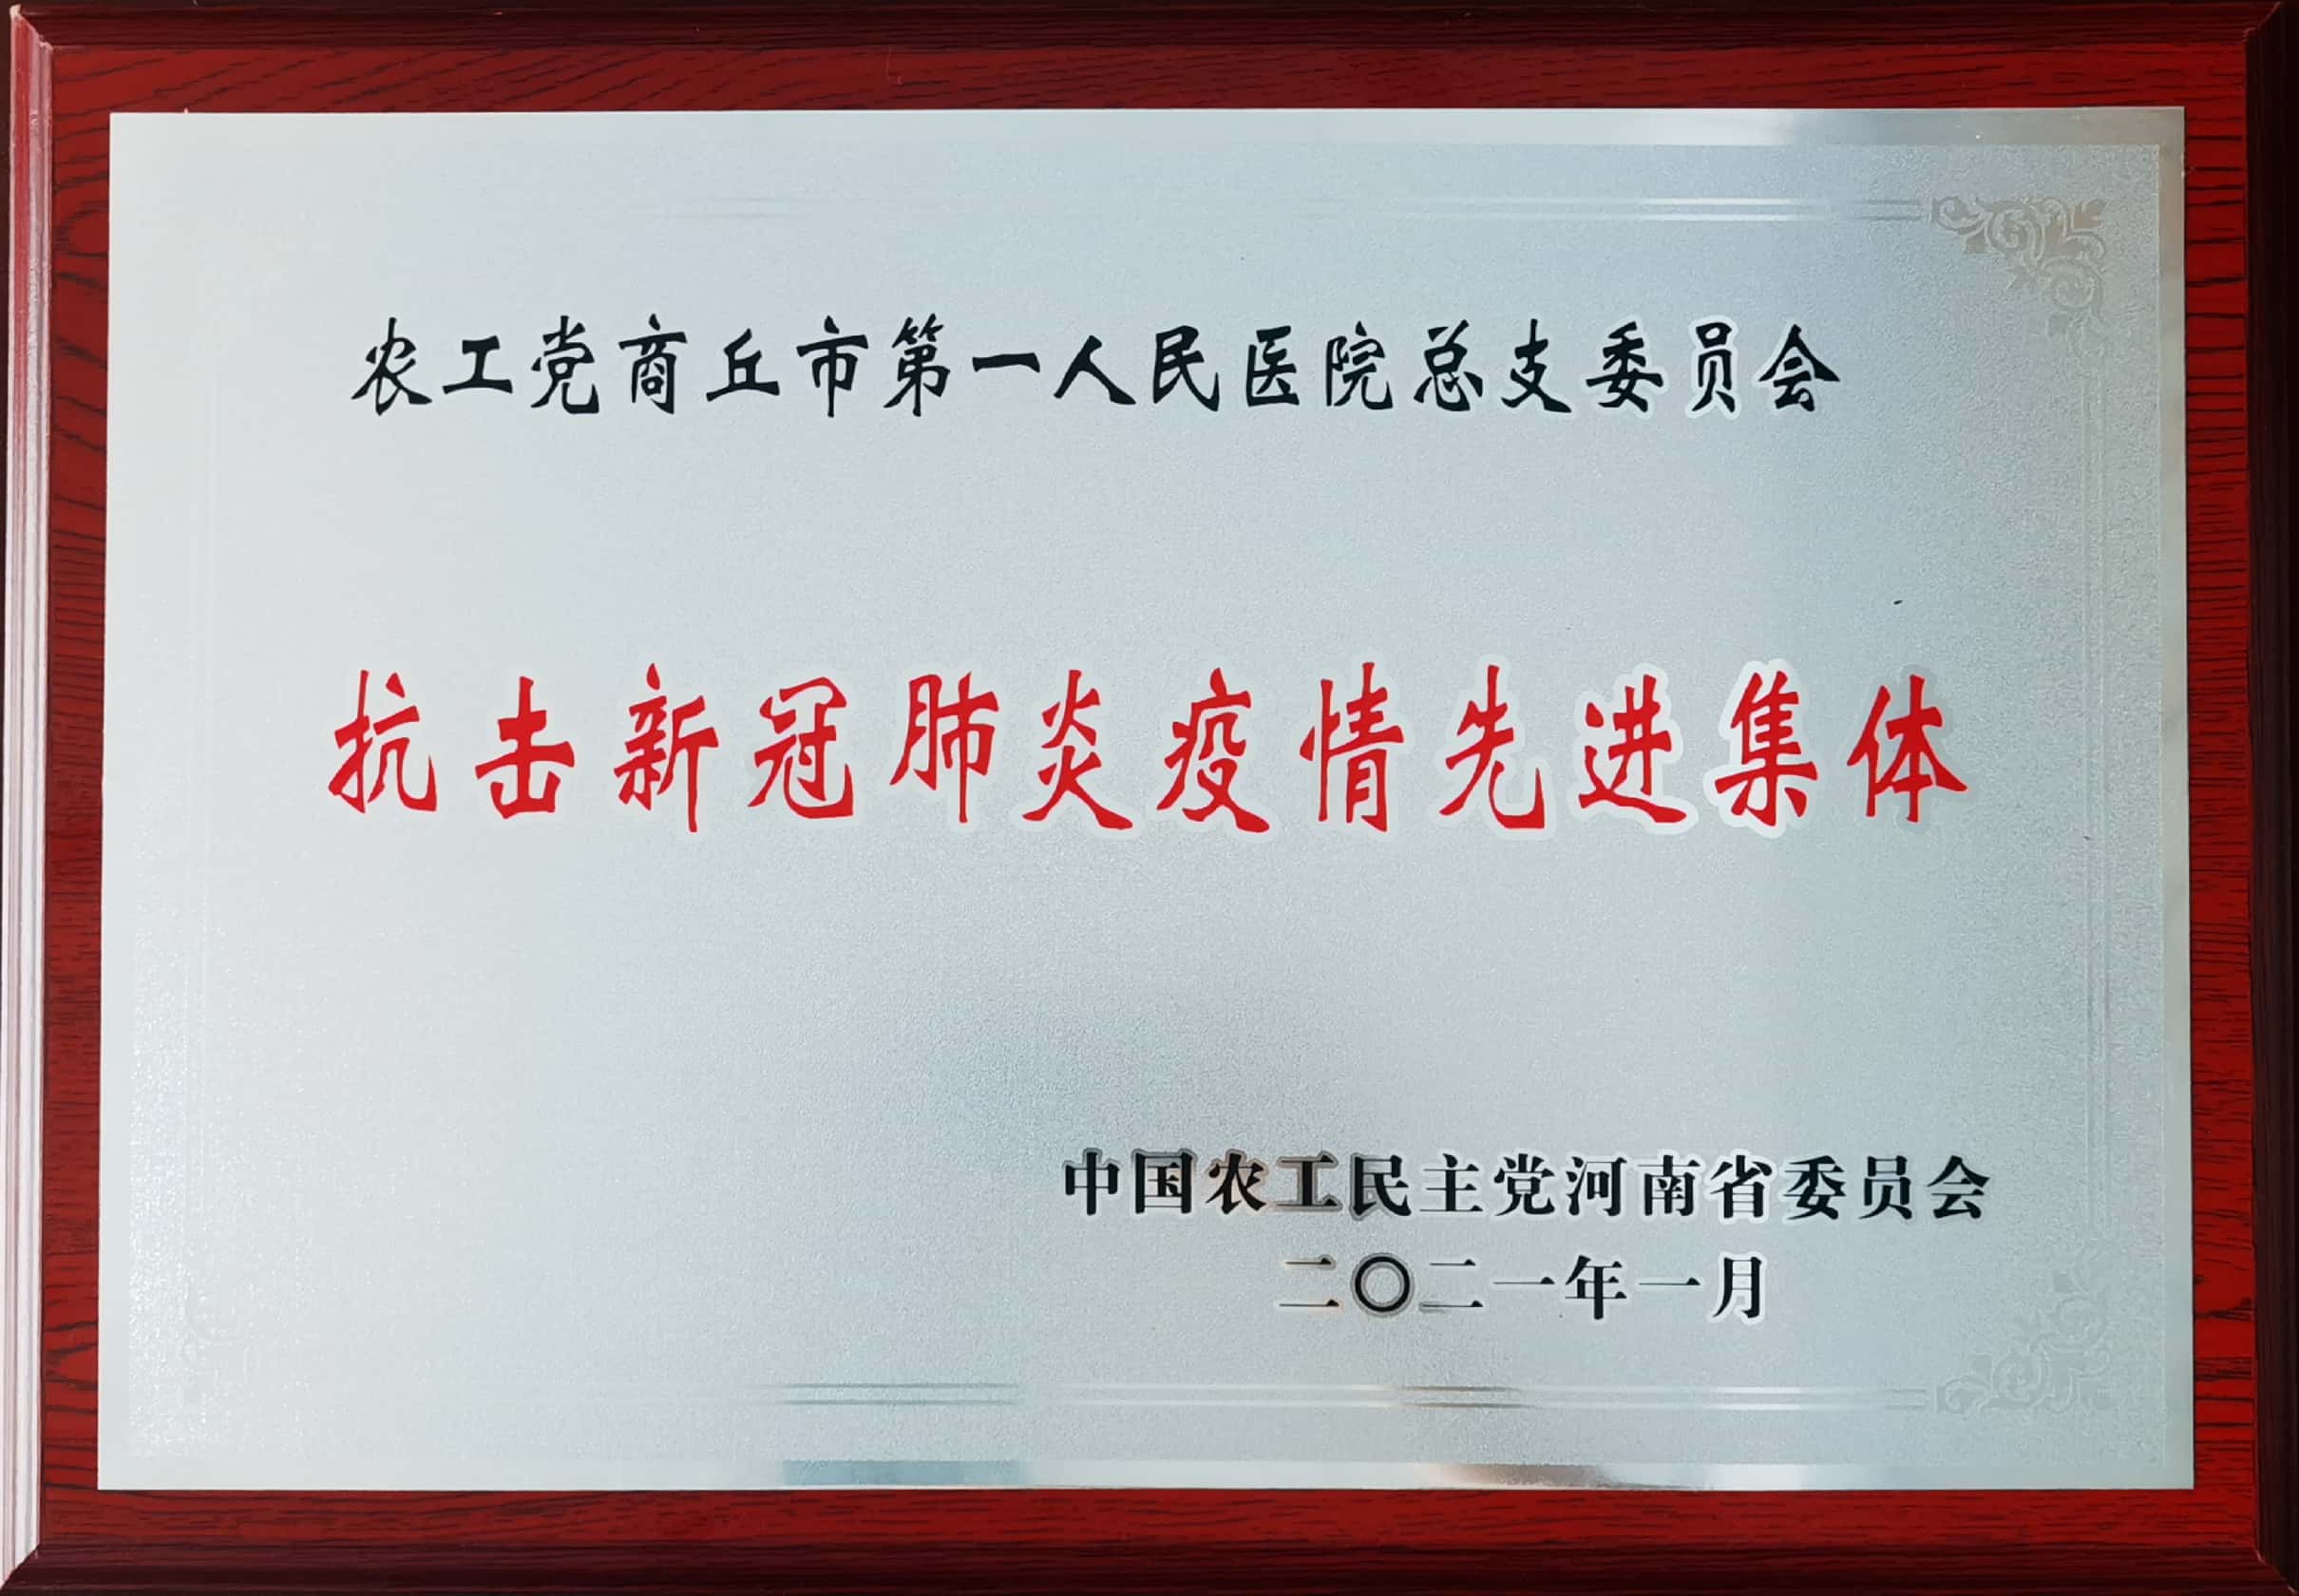 农工党商丘市第一人民医院总支委员会
抗击新冠肺炎疫情先进集体
中国农工民主党河南省委员会
二〇二一年一月